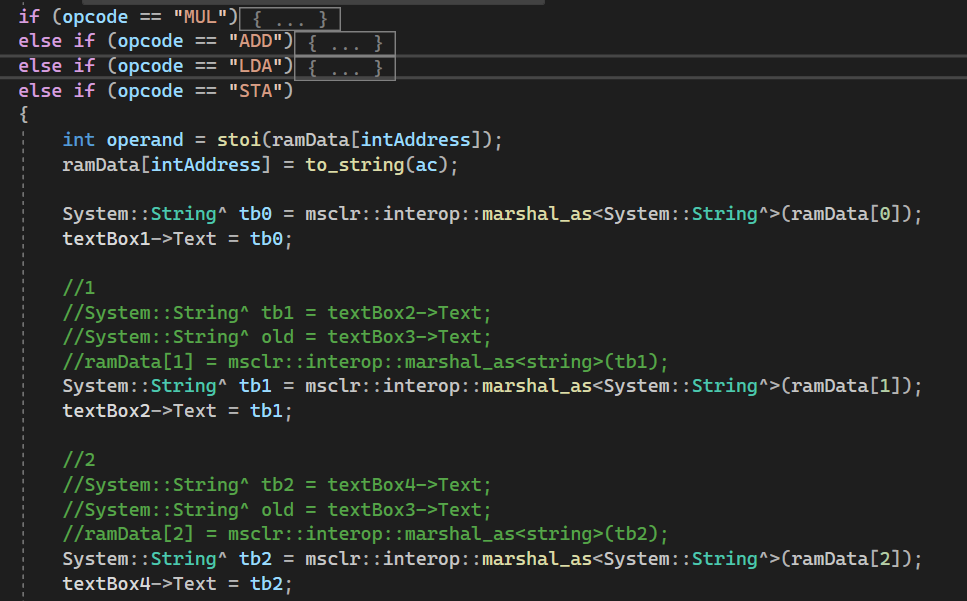 if (opcode == "MUL"){ ... }
else if (opcode == "ADD"){ ... }
else if (opcode == "LDA"){ ... }
else if (opcode == "STA")
{
int operand = stoi(ramData[intAddress]);
ramData[intAddress] = to_string(ac);
System::String^ tb0 = msclr::interop::marshal_as<System::String^>(ramData[0]);
textBox1->Text = tb0;
//1
//System::String^ tb1 = textBox2->Text;
//System::String^ old = textBox3->Text;
//ramData[1] = msclr::interop::marshal_as<string>(tb1);
System::String^ tb1 = msclr::interop::marshal_as<System::String^>(ramData[1]);
textBox2->Text = tb1;
//2
//System::String^ tb2 = textBox4->Text;
//System::String^ old = textBox3->Text;
//ramData[2] = msclr::interop::marshal_as<string>(tb2);
System::String^ tb2 = msclr::interop::marshal_as<System::String^>(ramData[2]);
textBox4->Text = tb2;